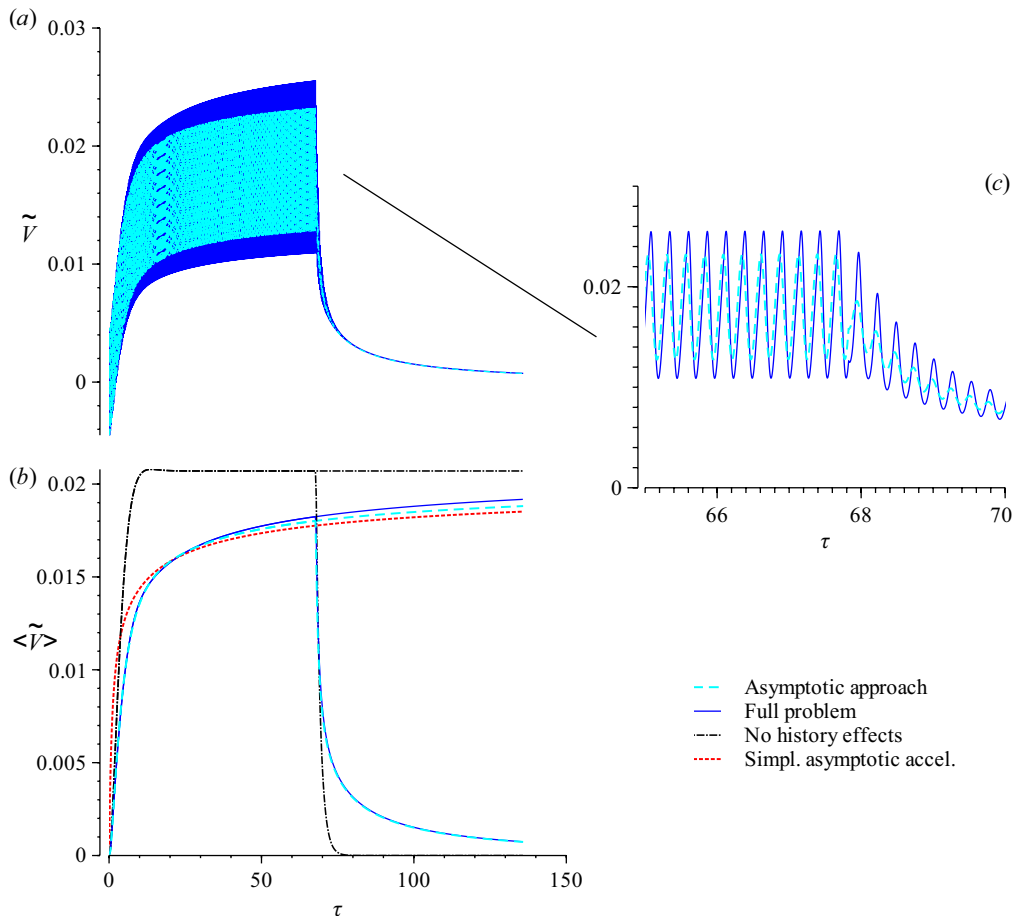 (a)
0.03
0.02
Ṽ
0.01
0
(c)
0.02
0
66
68
70
τ
(b)
0.02
0.015
<Ṽ>
0.01
0.005
0
0
50
100
150
τ
Asymptotic approach
Full problem
No history effects
Simpl. asymptotic accel.